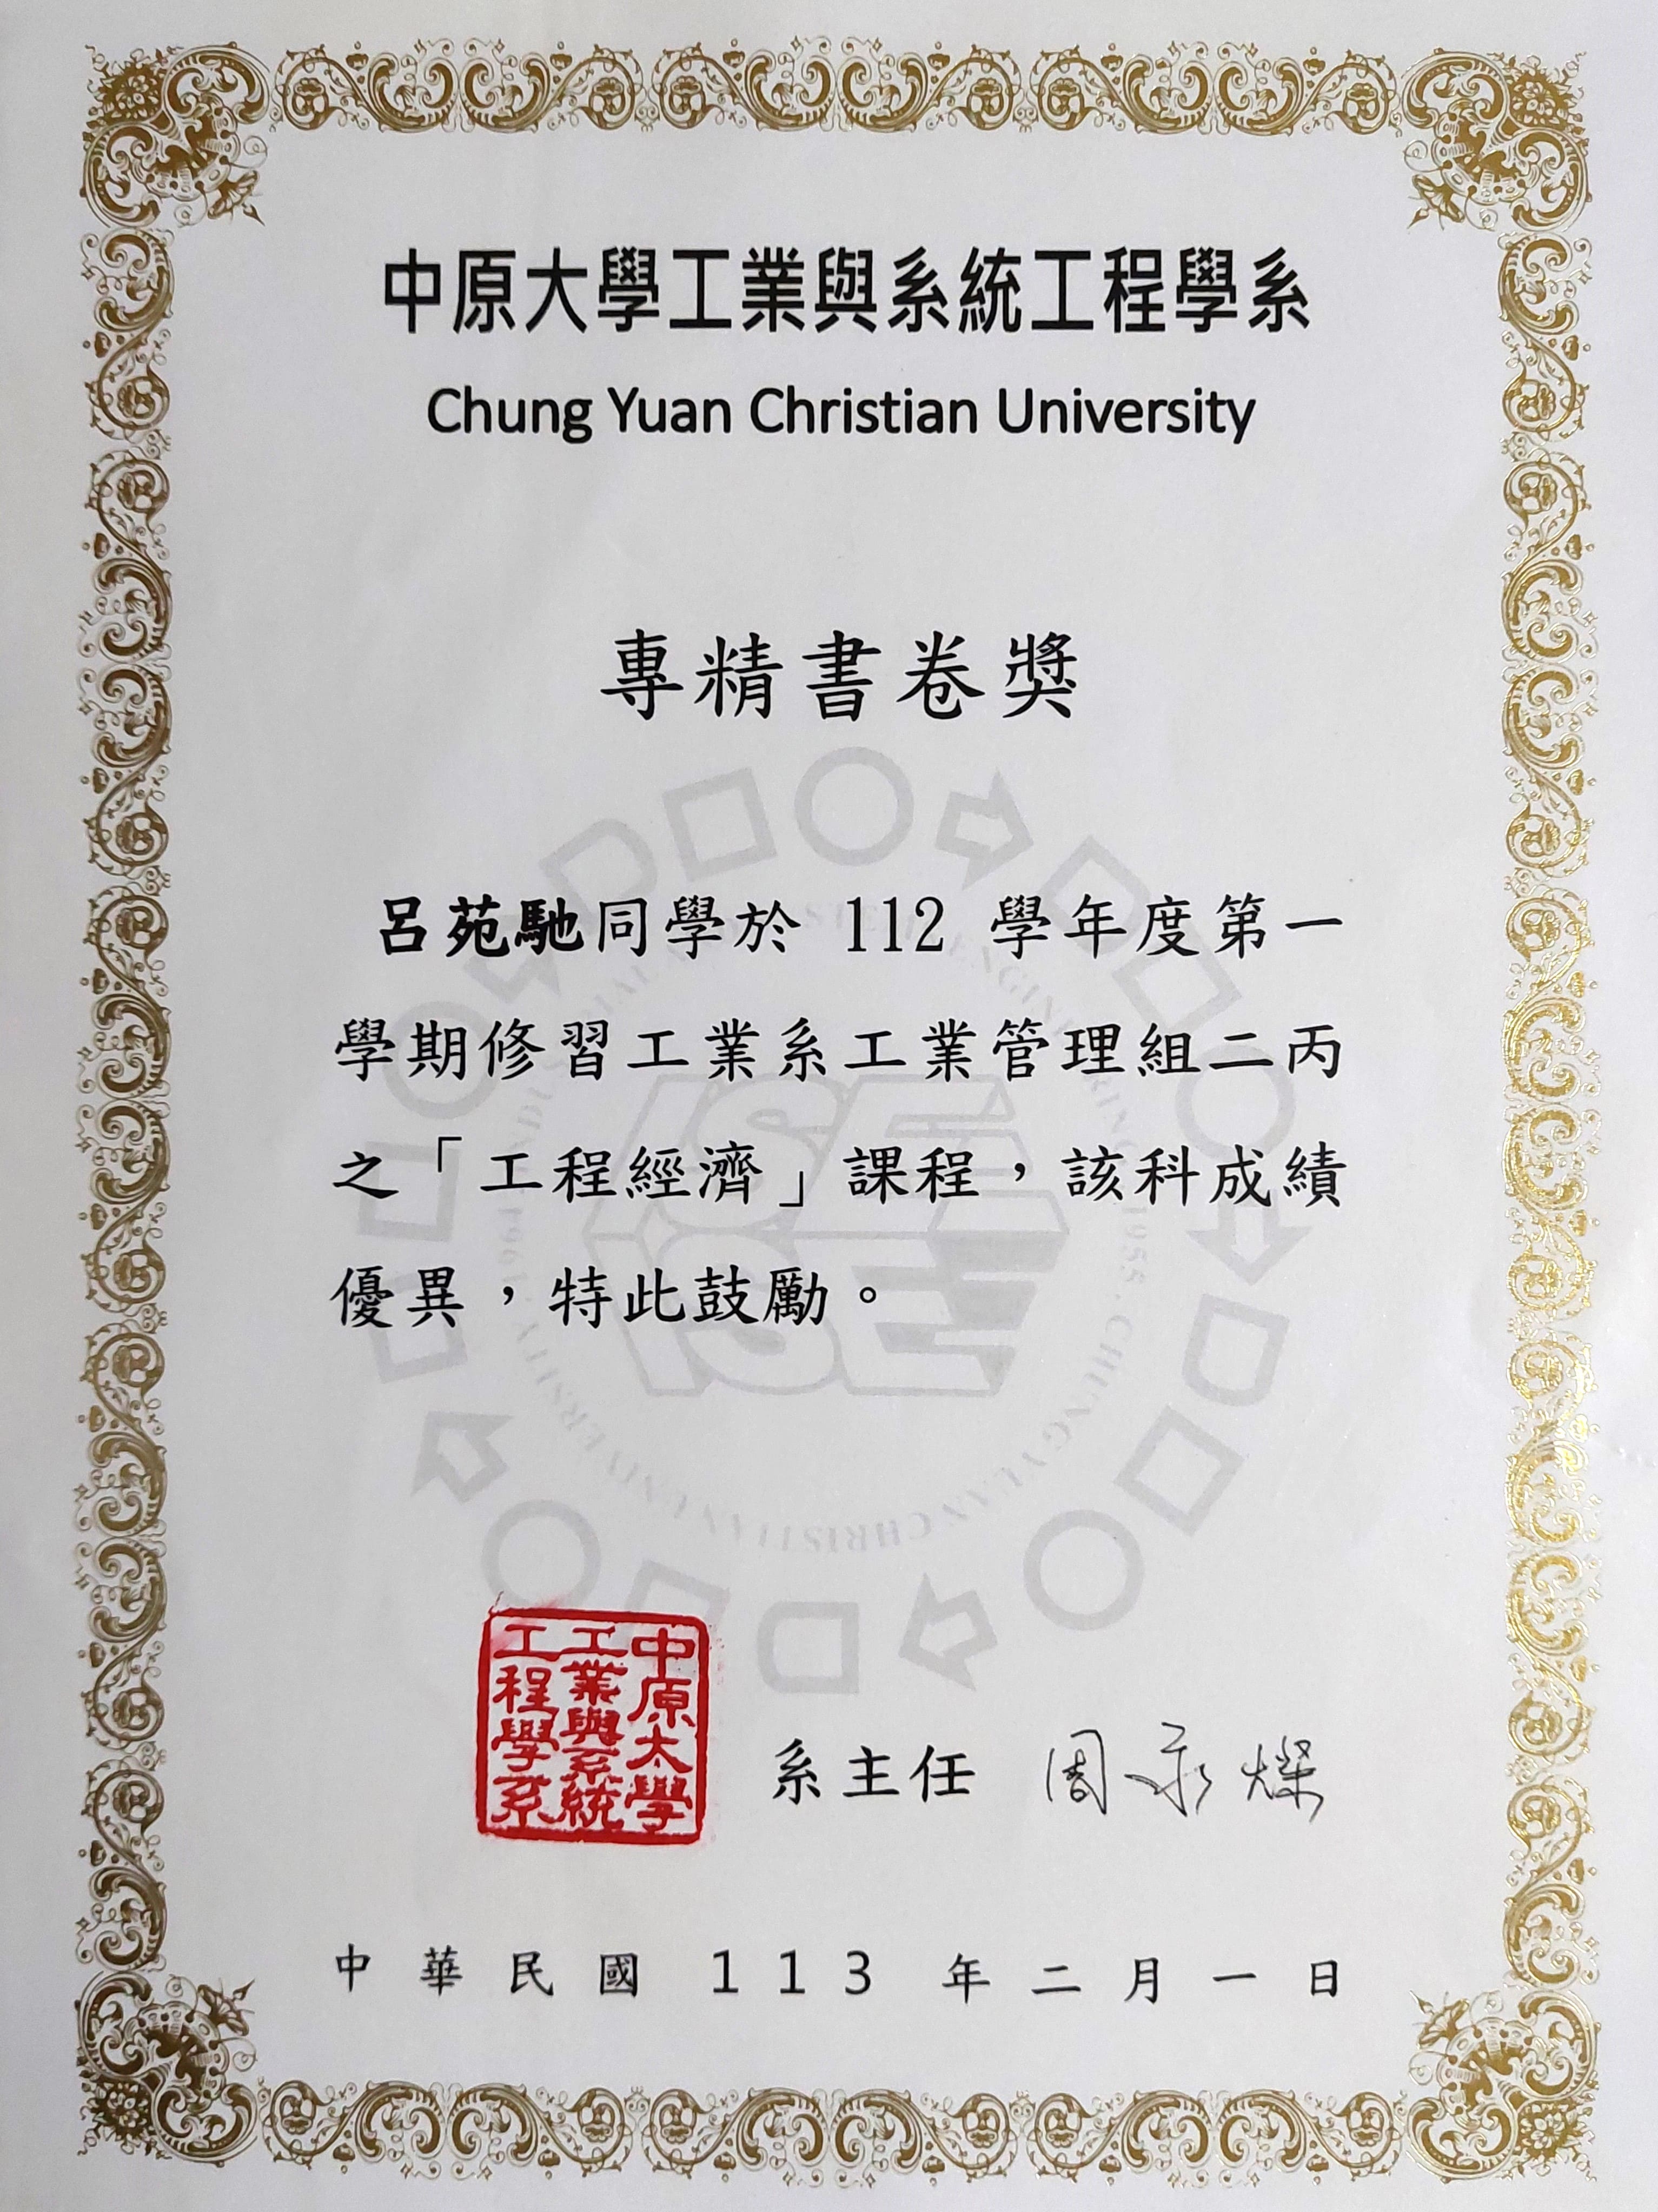 中原大學工業與系統工程學系
Chung Yuan Christian University
專精書卷獎
呂苑馳同學於 112 學年度第一
學期修習工業系工業管理組二丙
之「工程經濟」課程，該科成績
優異，特此鼓勵。
中原大學
工業與系統
工程學系
系主任 周永燦
中華民國 113 年二月一日